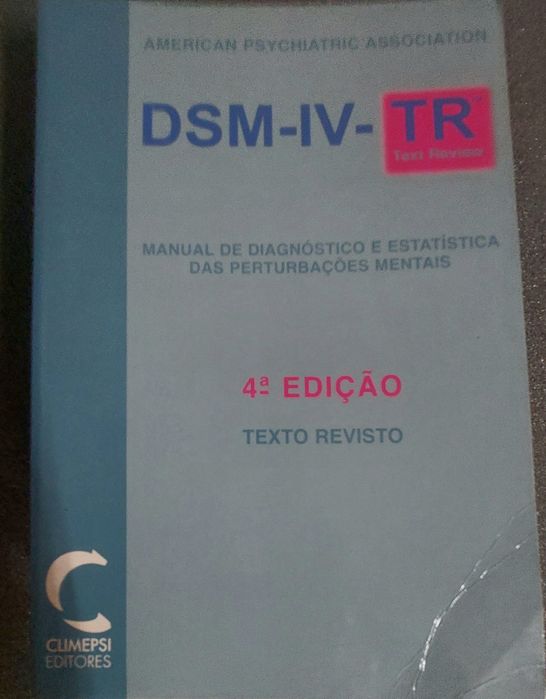 AMERICAN PSYCHIATRIC ASSOCIATION
DSM-IV-TR™
Text Revision
MANUAL DE DIAGNÓSTICO E ESTATÍSTICA
DAS PERTURBAÇÕES MENTAIS
4ª EDIÇÃO
TEXTO REVISTO
CLIMEPSI
EDITORES